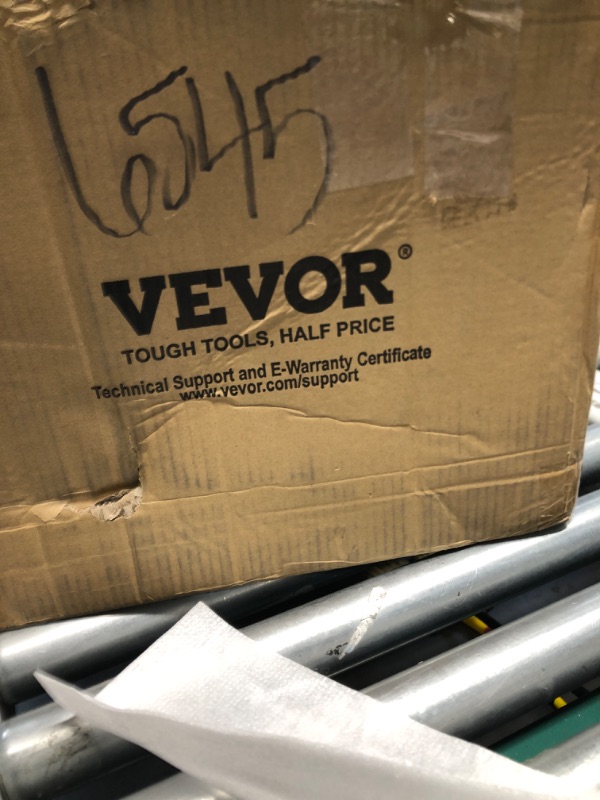 6545
VEVOR®
TOUGH TOOLS, HALF PRICE
Technical Support and E-Warranty Certificate
www.vevor.com/support